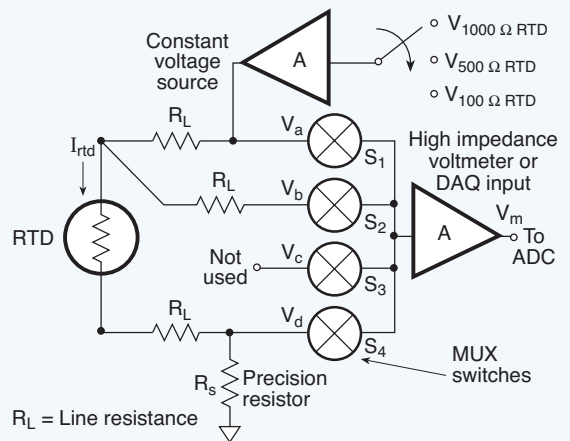 Constant
voltage
source
A
V1000 Ω RTD
V500 Ω RTD
V100 Ω RTD
RL
Va
S1
Irtd
High impedance
voltmeter or
DAQ input
RL
Vb
S2
RTD
A
Vm
To
ADC
Not
used
Vc
S3
RL
Vd
S4
MUX
switches
Rs
Precision
resistor
RL = Line resistance